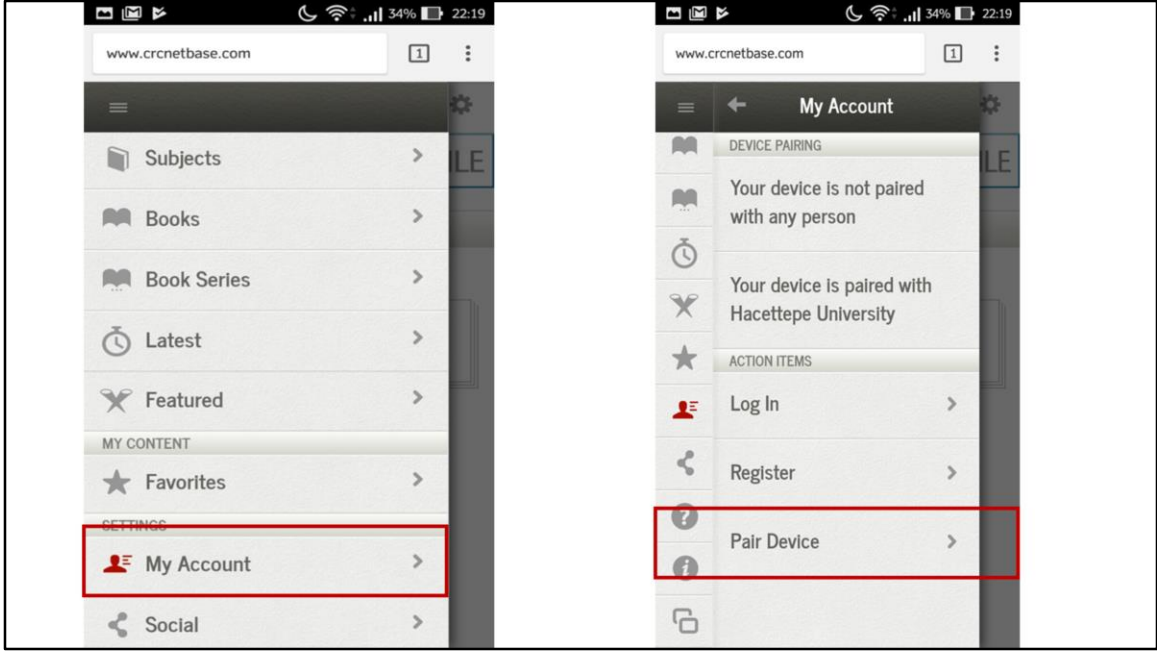 34% 22:19
www.crcnetbase.com 1
Subjects
Books
Book Series
Latest
Featured
MY CONTENT
Favorites
SETTINGS
My Account
Social
ILE
34% 22:19
www.crcnetbase.com 1
My Account
DEVICE PAIRING
Your device is not paired
with any person
Your device is paired with
Hacettepe University
ACTION ITEMS
Log In
Register
Pair Device
ILE